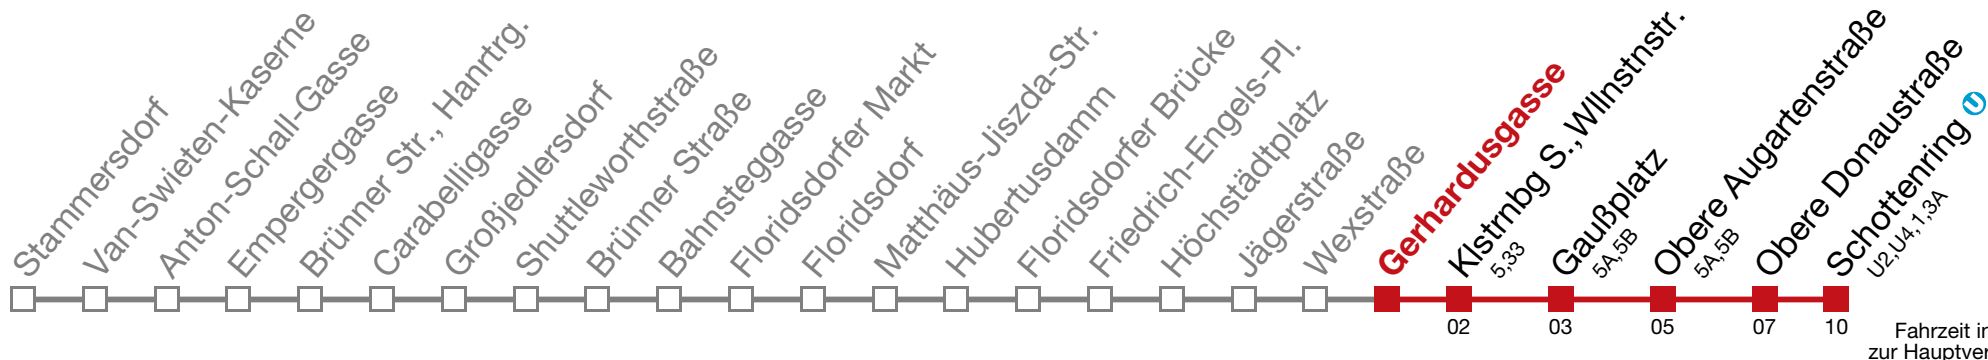 Stammersdorf
Van-Swieten-Kaserne
Anton-Schall-Gasse
Empergergasse
Brünner Str., Hanrtrg.
Carabelligasse
Großjedlersdorf
Shuttleworthstraße
Brünner Straße
Bahnsteggasse
Floridsdorfer Markt
Floridsdorf
Matthäus-Jiszda-Str.
Hubertusdamm
Floridsdorfer Brücke
Friedrich-Engels-Pl.
Höchstädtplatz
Jägerstraße
Wexstraße
Gerhardusgasse
Klstrnbg S., Wllnstnstr.
5,33
02
Gaußplatz
5A,5B
03
Obere Augartenstraße
5A,5B
05
Obere Donaustraße
07
Schottenring U
U2,U4,1,3A
10
Fahrzeit in
zur Hauptver